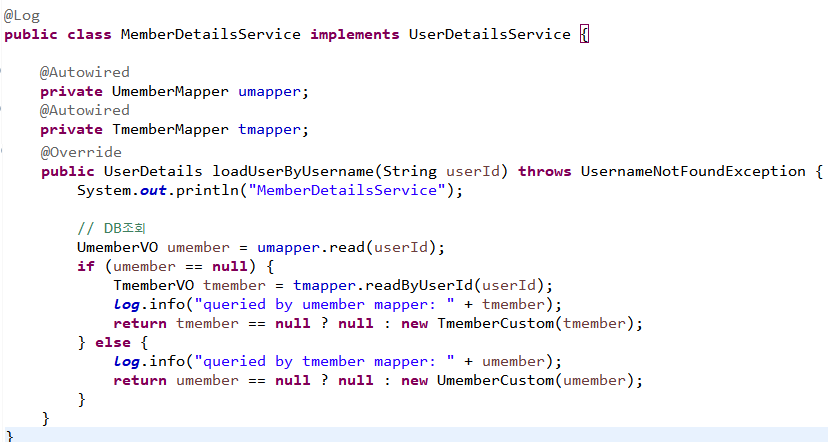 @Log
public class MemberDetailsService implements UserDetailsService {
@Autowired
private UmemberMapper umapper;
@Autowired
private TmemberMapper tmapper;
@Override
public UserDetails loadUserByUsername(String userId) throws UsernameNotFoundException {
System.out.println("MemberDetailsService");
// DB조회
UmemberVO umember = umapper.read(userId);
if (umember == null) {
TmemberVO tmember = tmapper.readByUserId(userId);
log.info("queried by umember mapper: " + tmember);
return tmember == null ? null : new TmemberCustom(tmember);
} else {
log.info("queried by tmember mapper: " + umember);
return umember == null ? null : new UmemberCustom(umember);
}
}
}